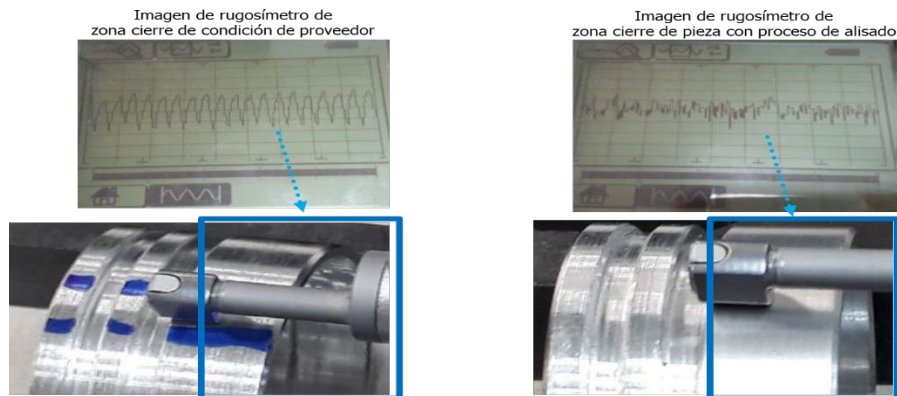 Imagen de rugosímetro de
zona cierre de condición de proveedor
Imagen de rugosímetro de
zona cierre de pieza con proceso de alisado